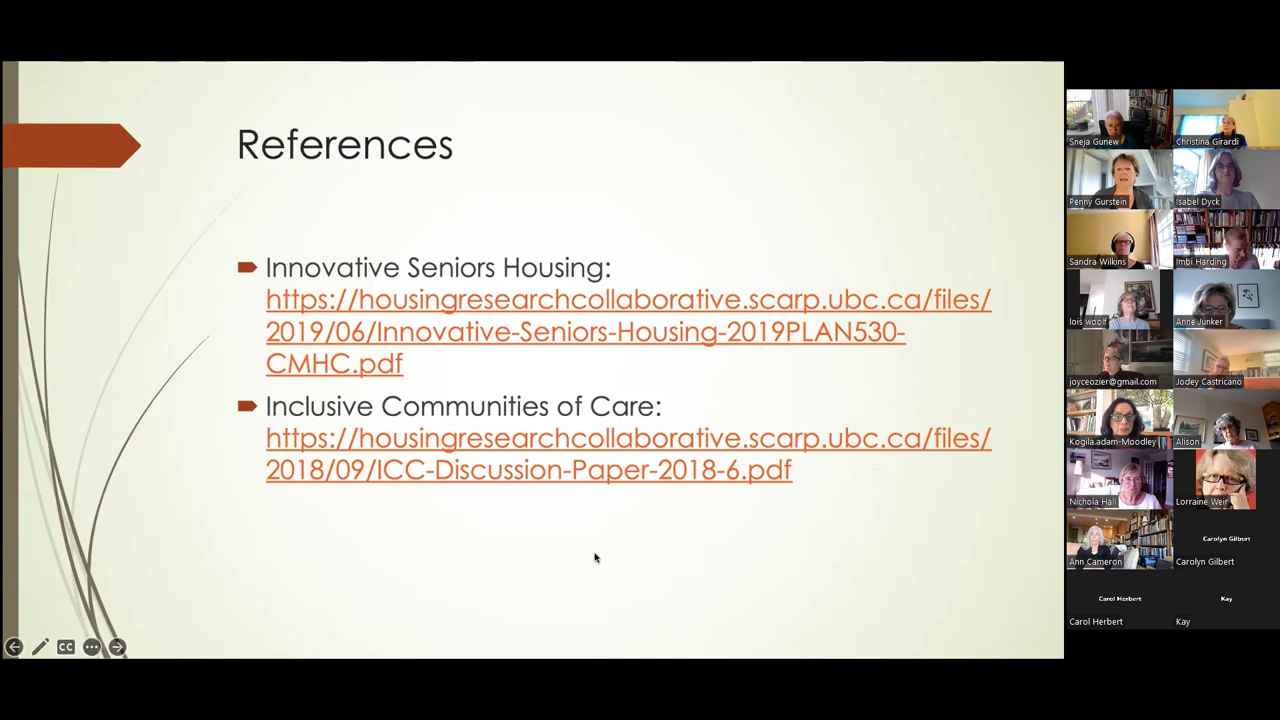 References
Innovative Seniors Housing:
https://housingresearchcollaborative.scarp.ubc.ca/files/
2019/06/Innovative-Seniors-Housing-2019PLAN530-
CMHC.pdf
Inclusive Communities of Care:
https://housingresearchcollaborative.scarp.ubc.ca/files/
2018/09/ICC-Discussion-Paper-2018-6.pdf
CC
Sneja Gunew
Christina Girardi
Penny Gurstein
Isabel Dyck
Sandra Wilkins
Imbi Harding
lois woolf
Anne Junker
joyceozier@gmail.com
Jodey Castricano
Kogila.adam-Moodley
Alison
Nichola Hall
Lorraine Weir
Ann Cameron
Carolyn Gilbert
Carolyn Gilbert
Carol Herbert
Carol Herbert
Kay
Kay